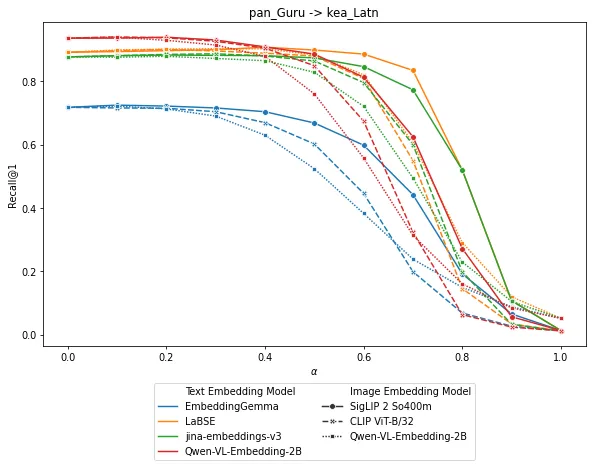 pan_Guru -> kea_Latn
Recall@1
0.8
0.6
0.4
0.2
0.0
0.0 0.2 0.4 0.6 0.8 1.0
α
Text Embedding Model
EmbeddingGemma
LaBSE
jina-embeddings-v3
Qwen-VL-Embedding-2B
Image Embedding Model
SigLIP 2 So400m
CLIP ViT-B/32
Qwen-VL-Embedding-2B